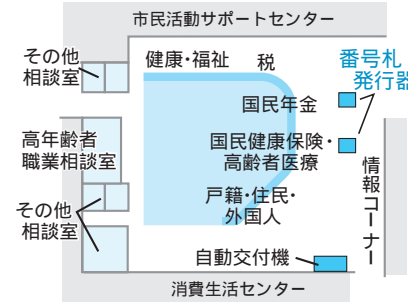 市民活動サポートセンター
その他
相談室
健康・福祉
税
番号札
発行器
国民年金
高年齢者
職業相談室
国民健康保険・
高齢者医療
情報コーナー
戸籍・住民・
外国人
その他
相談室
自動交付機
消費生活センター